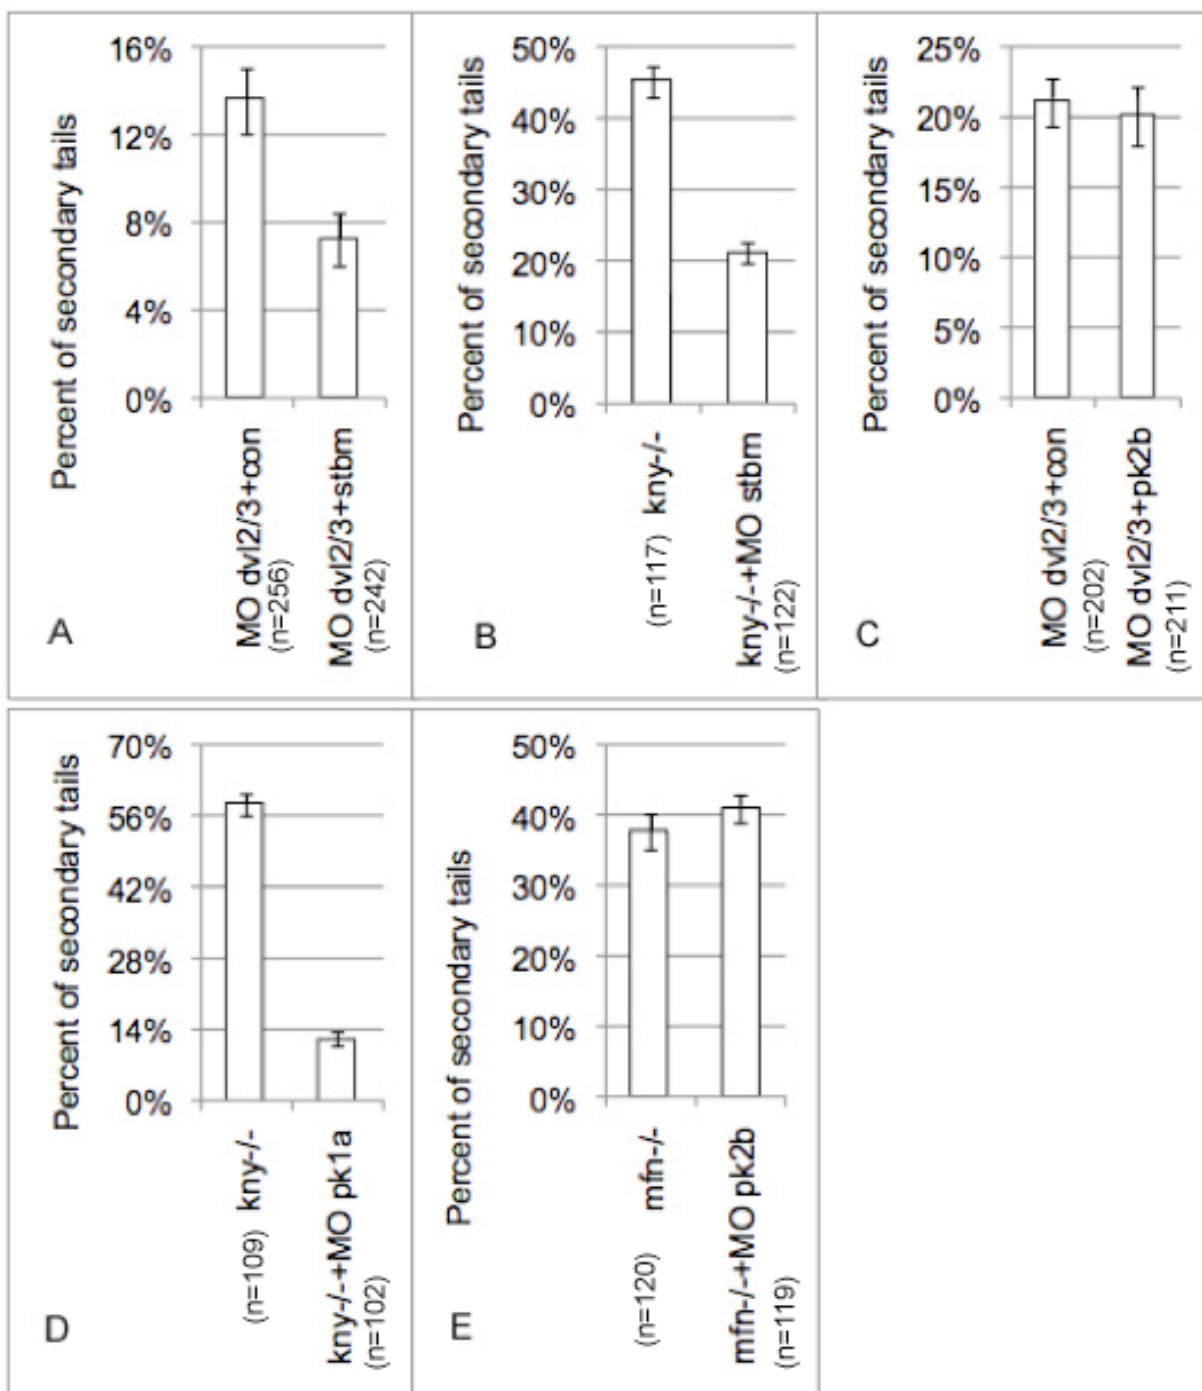 Percent of secondary tails
16%
12%
8%
4%
0%
MO dvl2/3+con
(n=256)
MO dvl2/3+stbm
(n=242)
A
Percent of secondary tails
50%
40%
30%
20%
10%
0%
(n=117) kny-/-
kny-/-+MO stbm
(n=122)
B
Percent of secondary tails
25%
20%
15%
10%
5%
0%
MO dvl2/3+con
(n=202)
MO dvl2/3+pk2b
(n=211)
C
Percent of secondary tails
70%
56%
42%
28%
14%
0%
(n=109) kny-/-
kny-/-+MO pk1a
(n=102)
D
Percent of secondary tails
50%
40%
30%
20%
10%
0%
(n=120) mfn-/-
mfn-/-+MO pk2b
(n=119)
E